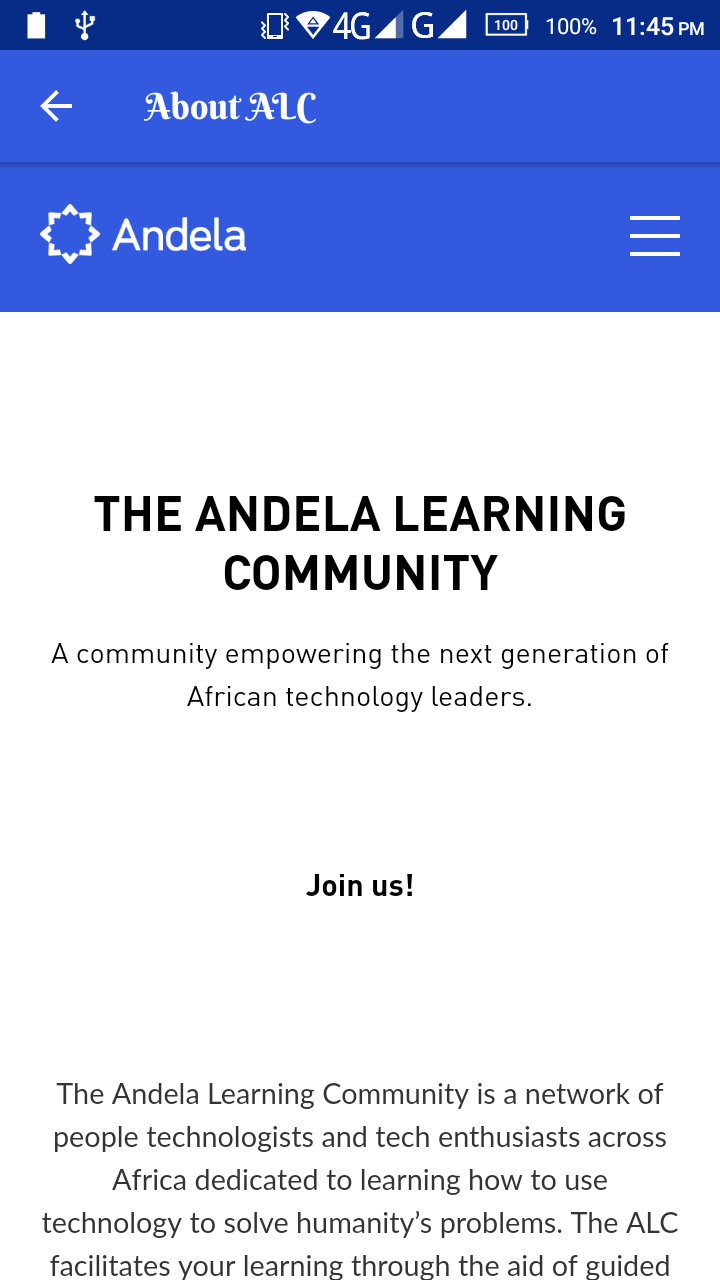 4G G 100 100% 11:45 PM
About ALC
Andela
THE ANDELA LEARNING
COMMUNITY
A community empowering the next generation of
African technology leaders.
Join us!
The Andela Learning Community is a network of
people technologists and tech enthusiasts across
Africa dedicated to learning how to use
technology to solve humanity’s problems. The ALC
facilitates your learning through the aid of guided